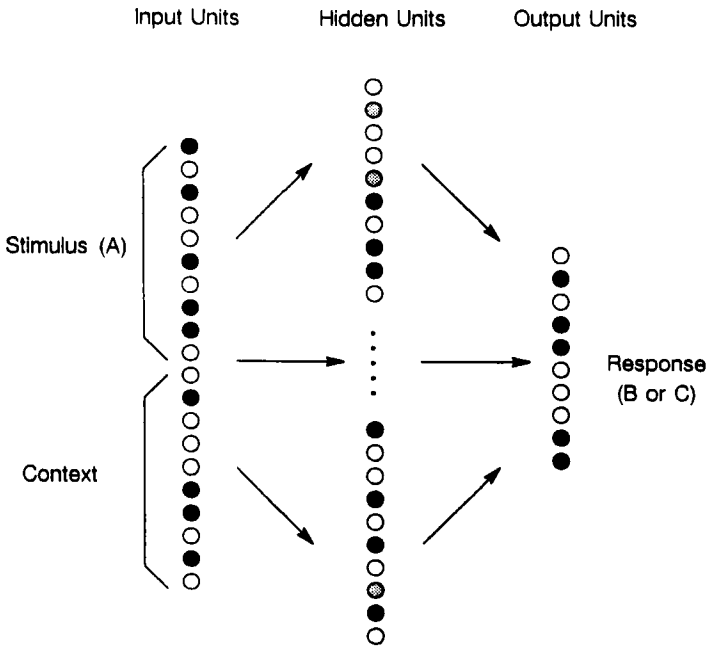 Input Units
Hidden Units
Output Units
Stimulus (A)
Response
(B or C)
Context